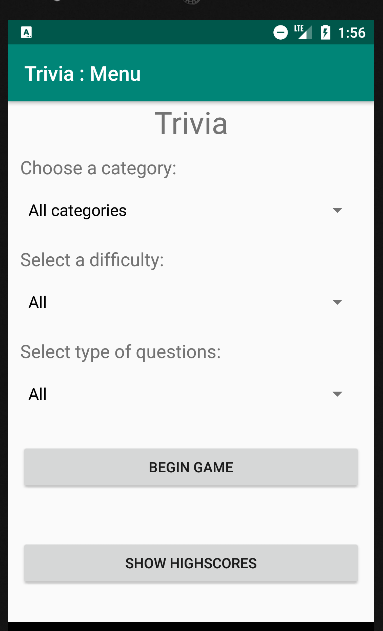 A
LTE
1:56
Trivia : Menu
Trivia
Choose a category:
All categories
Select a difficulty:
All
Select type of questions:
All
BEGIN GAME
SHOW HIGHSCORES